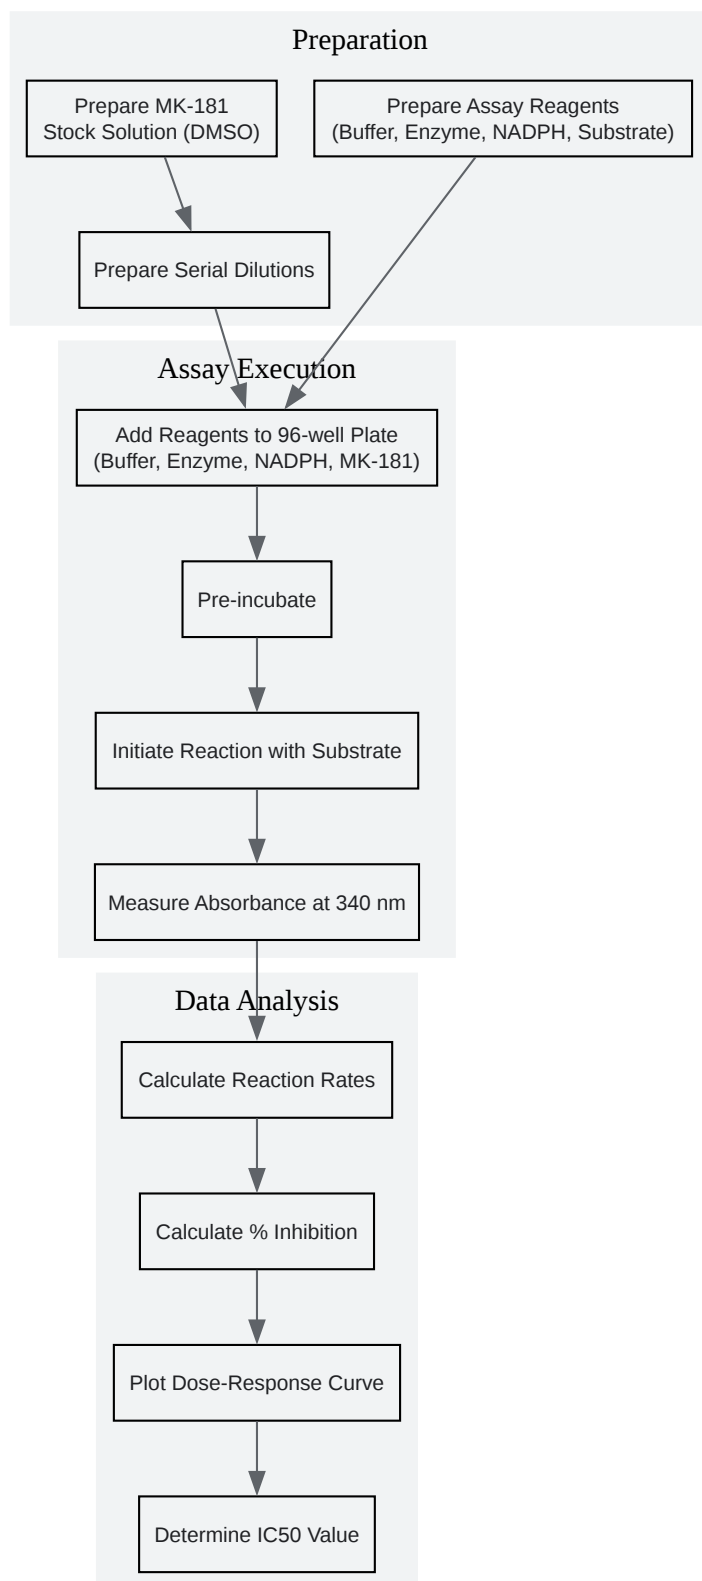 Preparation
Prepare MK-181
Stock Solution (DMSO)
Prepare Assay Reagents
(Buffer, Enzyme, NADPH, Substrate)
Prepare Serial Dilutions
Assay Execution
Add Reagents to 96-well Plate
(Buffer, Enzyme, NADPH, MK-181)
Pre-incubate
Initiate Reaction with Substrate
Measure Absorbance at 340 nm
Data Analysis
Calculate Reaction Rates
Calculate % Inhibition
Plot Dose-Response Curve
Determine IC50 Value